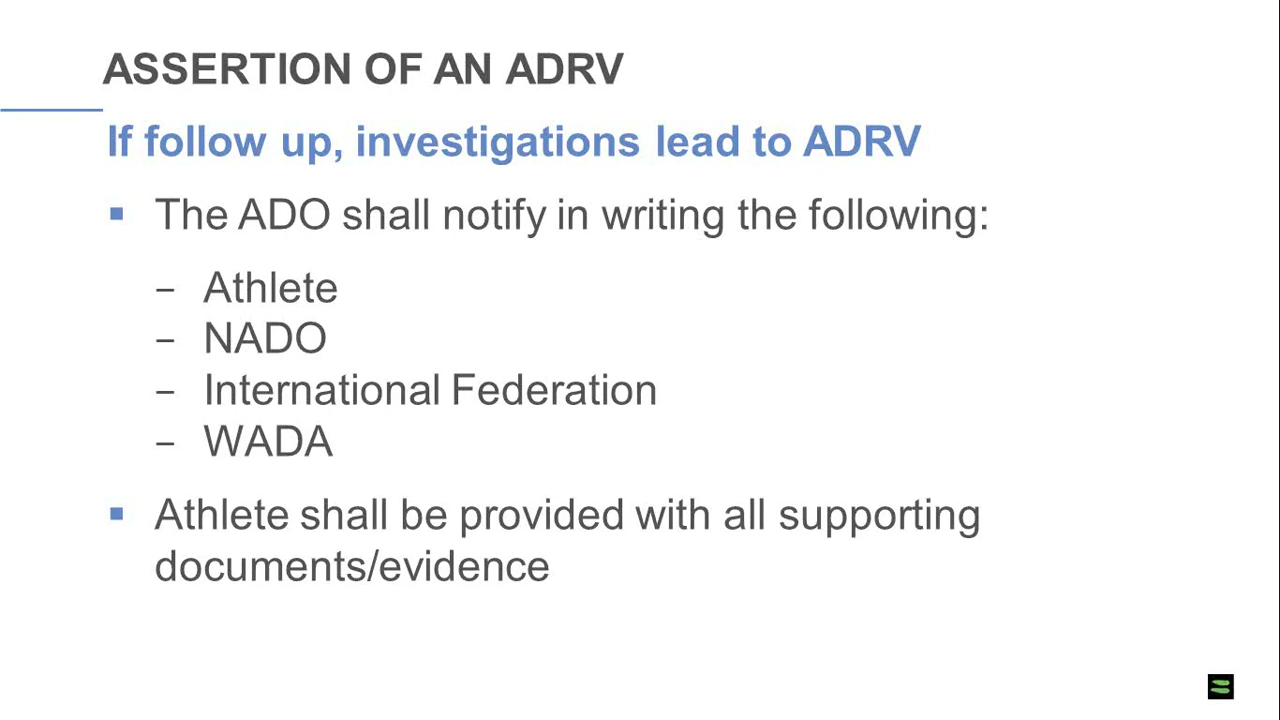 ASSERTION OF AN ADRV
If follow up, investigations lead to ADRV
▪ The ADO shall notify in writing the following:
− Athlete
− NADO
− International Federation
− WADA
▪ Athlete shall be provided with all supporting
documents/evidence